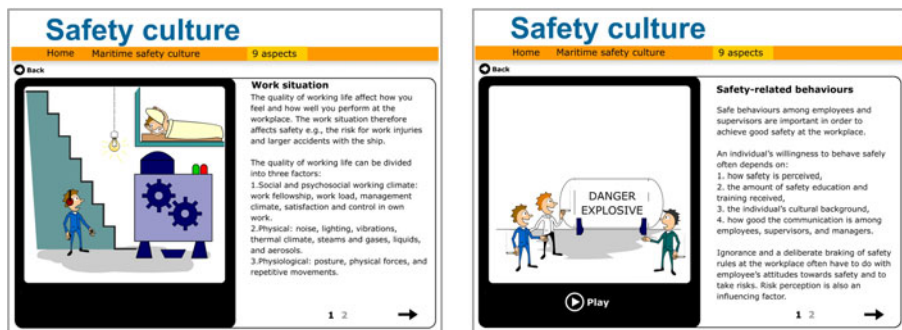 Safety culture
Home Maritime safety culture 9 aspects
Back
Work situation
The quality of working life affect how you
feel and how well you perform at the
workplace. The work situation therefore
affects safety e.g., the risk for work injuries
and larger accidents with the ship.
The quality of working life can be divided
into three factors:
1.Social and psychosocial working climate:
work fellowship, work load, management
climate, satisfaction and control in own
work.
2.Physical: noise, lighting, vibrations,
thermal climate, steams and gases, liquids,
and aerosols.
3.Physiological: posture, physical forces, and
repetitive movements.
1 2
Safety culture
Home Maritime safety culture 9 aspects
Back
DANGER
EXPLOSIVE
Play
Safety-related behaviours
Safe behaviours among employees and
supervisors are important in order to
achieve good safety at the workplace.
An individual's willingness to behave safely
often depends on:
1. how safety is perceived,
2. the amount of safety education and
training received,
3. the individual's cultural background,
4. how good the communication is among
employees, supervisors, and managers.
Ignorance and a deliberate braking of safety
rules at the workplace often have to do with
employee's attitudes towards safety and to
take risks. Risk perception is also an
influencing factor.
1 2